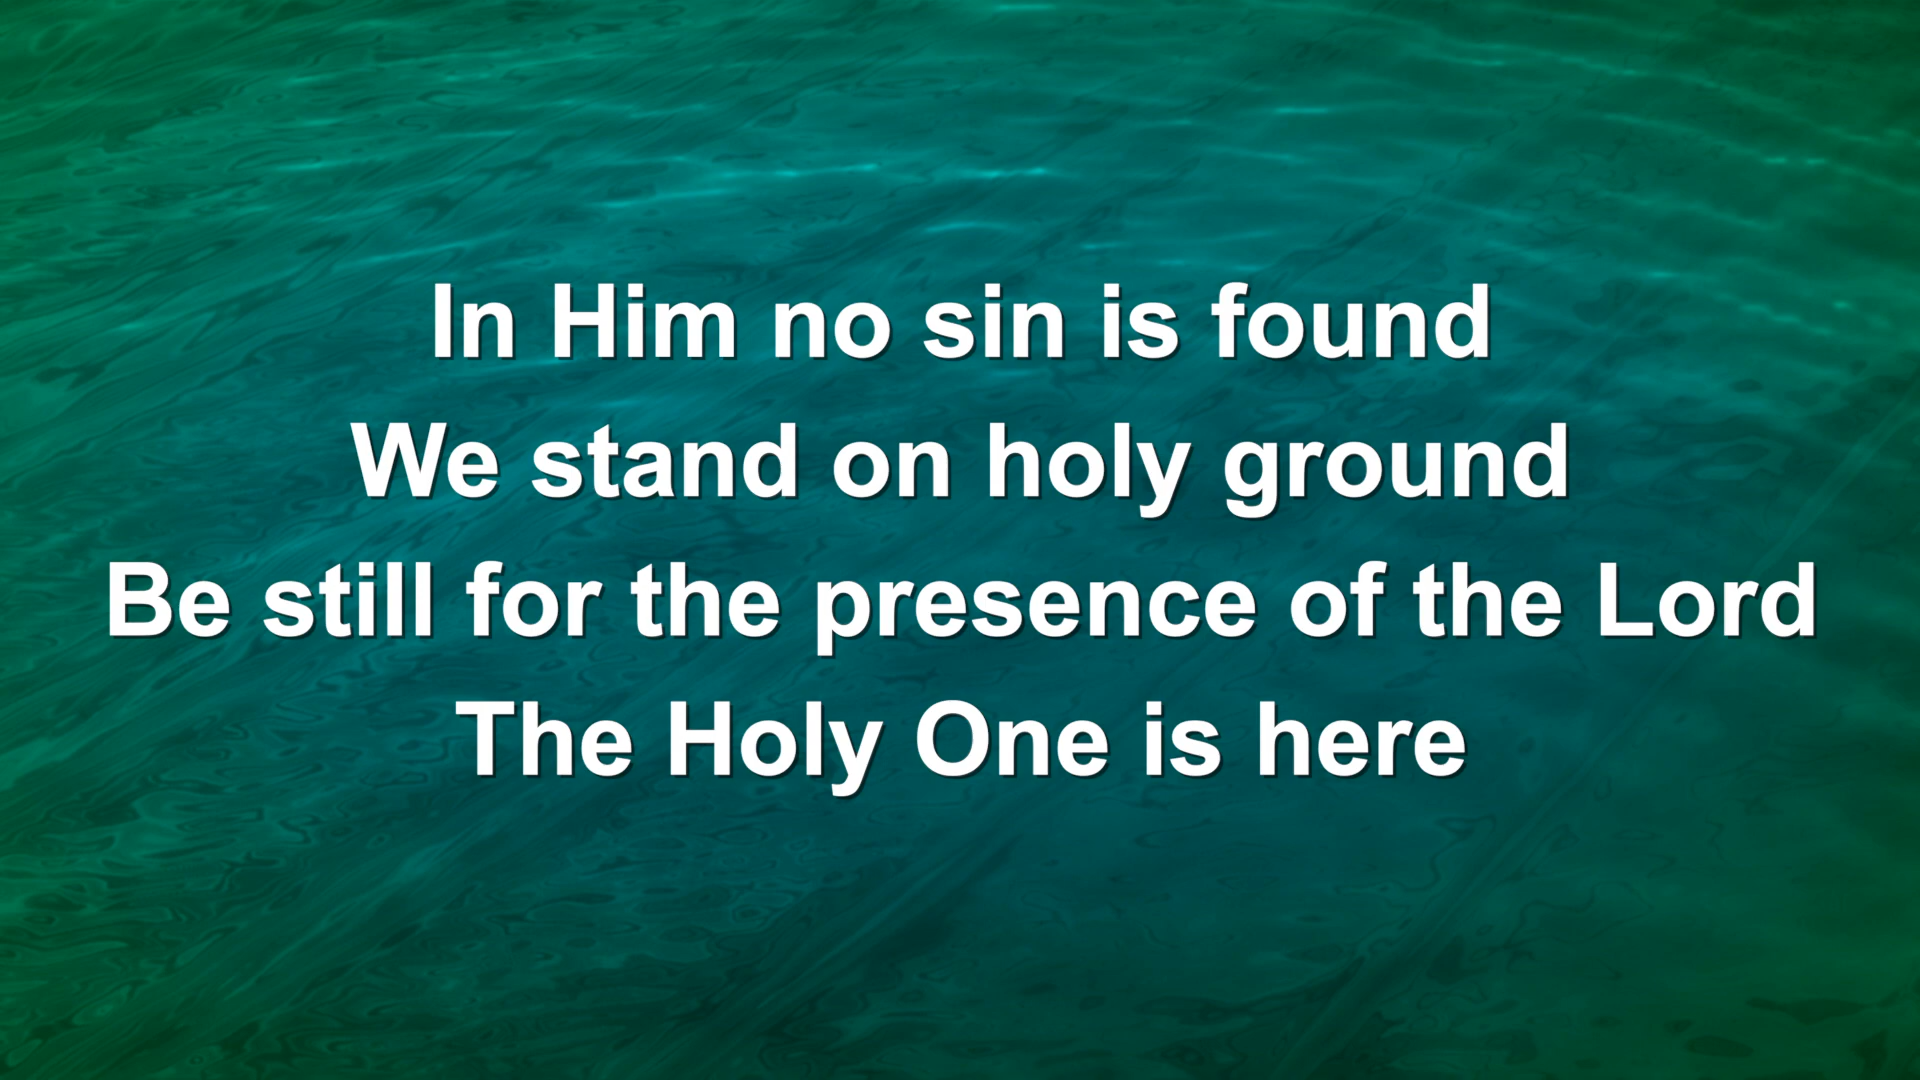 In Him no sin is found
We stand on holy ground
Be still for the presence of the Lord
The Holy One is here